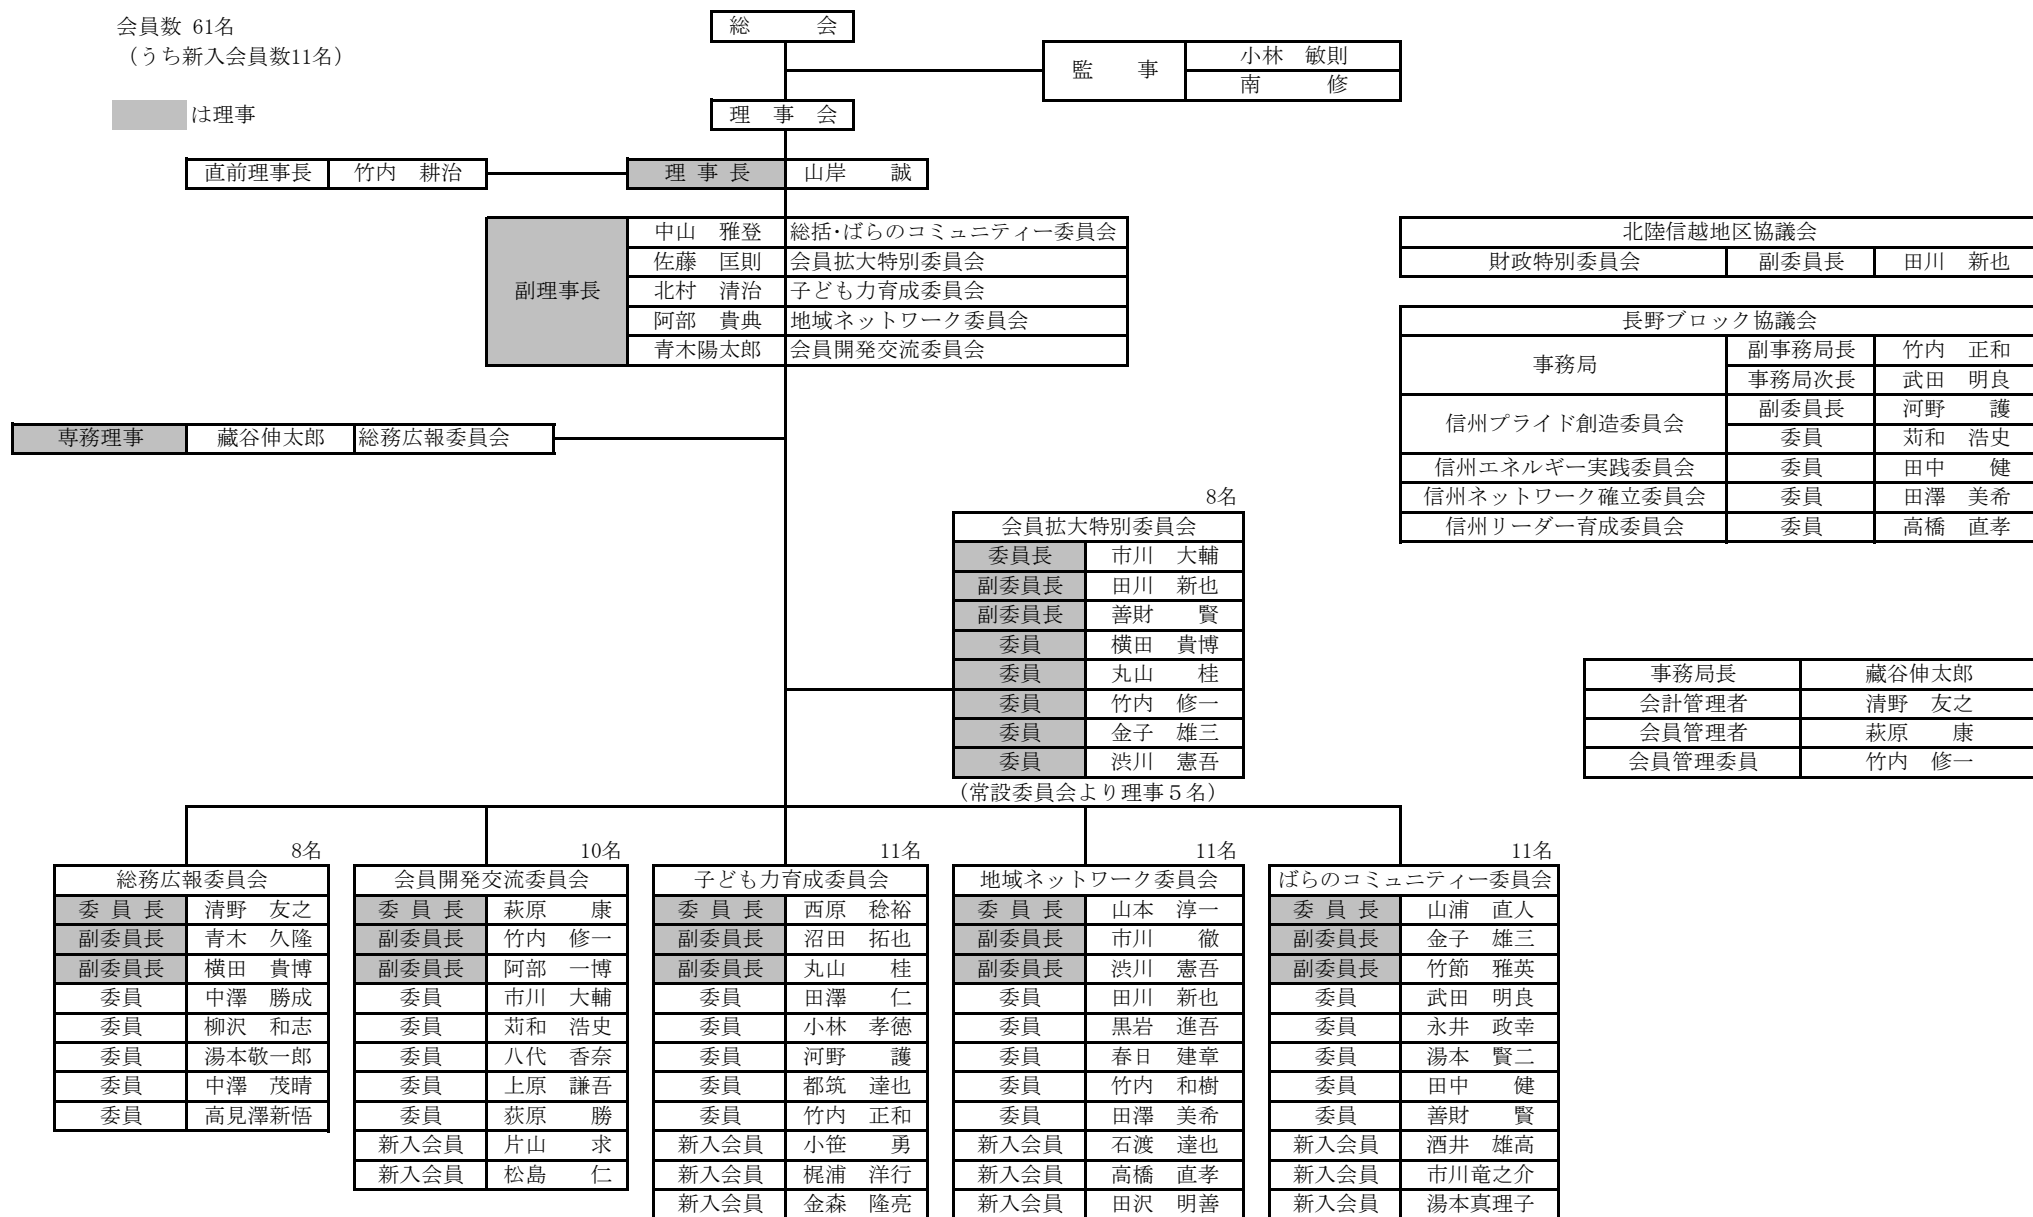 会員数 61名
（うち新入会員数11名）
は理事
総　会
監　事
小林　敏則
南　修
理　事　会
直前理事長　竹内　耕治
理 事 長　山岸　誠
副理事長
中山　雅登　総括・ばらのコミュニティー委員会
佐藤　匡則　会員拡大特別委員会
北村　清治　子ども力育成委員会
阿部　貴典　地域ネットワーク委員会
青木陽太郎　会員開発交流委員会
北陸信越地区協議会
財政特別委員会　副委員長　田川　新也
長野ブロック協議会
事務局　副事務局長　竹内　正和
事務局次長　武田　明良
信州プライド創造委員会　副委員長　河野　護
委員　苅和　浩史
信州エネルギー実践委員会　委員　田中　健
信州ネットワーク確立委員会　委員　田澤　美希
信州リーダー育成委員会　委員　高橋　直孝
専務理事　藏谷伸太郎　総務広報委員会
8名
会員拡大特別委員会
委員長　市川　大輔
副委員長　田川　新也
副委員長　善財　賢
委員　横田　貴博
委員　丸山　桂
委員　竹内　修一
委員　金子　雄三
委員　渋川　憲吾
（常設委員会より理事５名）
事務局長　藏谷伸太郎
会計管理者　清野　友之
会員管理者　萩原　康
会員管理委員　竹内　修一
8名
総務広報委員会
委 員 長　清野　友之
副委員長　青木　久隆
副委員長　横田　貴博
委員　中澤　勝成
委員　柳沢　和志
委員　湯本敬一郎
委員　中澤　茂晴
委員　高見澤新悟
10名
会員開発交流委員会
委 員 長　萩原　康
副委員長　竹内　修一
副委員長　阿部　一博
委員　市川　大輔
委員　苅和　浩史
委員　八代　香奈
委員　上原　謙吾
委員　荻原　勝
新入会員　片山　求
新入会員　松島　仁
11名
子ども力育成委員会
委 員 長　西原　稔裕
副委員長　沼田　拓也
副委員長　丸山　桂
委員　田澤　仁
委員　小林　孝徳
委員　河野　護
委員　都筑　達也
委員　竹内　正和
新入会員　小笹　勇
新入会員　梶浦　洋行
新入会員　金森　隆亮
11名
地域ネットワーク委員会
委 員 長　山本　淳一
副委員長　市川　徹
副委員長　渋川　憲吾
委員　田川　新也
委員　黒岩　進吾
委員　春日　建章
委員　竹内　和樹
委員　田澤　美希
新入会員　石渡　達也
新入会員　高橋　直孝
新入会員　田沢　明善
11名
ばらのコミュニティー委員会
委 員 長　山浦　直人
副委員長　金子　雄三
副委員長　竹節　雅英
委員　武田　明良
委員　永井　政幸
委員　湯本　賢二
委員　田中　健
委員　善財　賢
新入会員　酒井　雄高
新入会員　市川竜之介
新入会員　湯本真理子